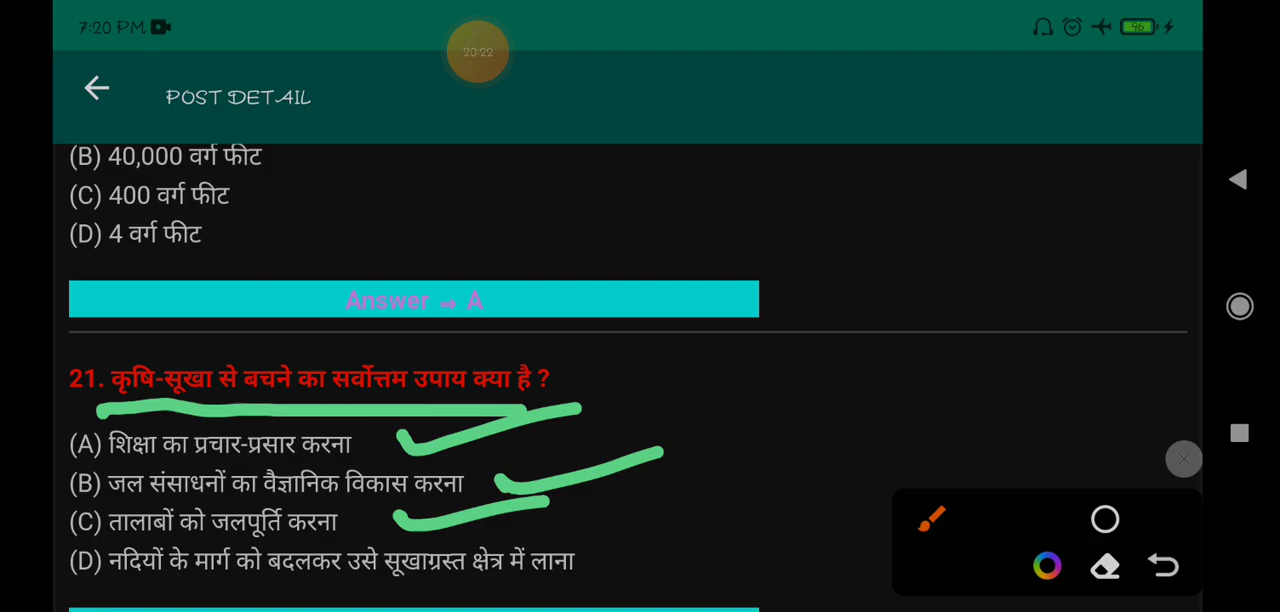 7:20 PM
96
20:22
POST DETAIL
(B) 40,000 वर्ग फीट
(C) 400 वर्ग फीट
(D) 4 वर्ग फीट
Answer ➞ A
21. कृषि-सूखा से बचने का सर्वोत्तम उपाय क्या है ?
(A) शिक्षा का प्रचार-प्रसार करना
(B) जल संसाधनों का वैज्ञानिक विकास करना
(C) तालाबों को जलपूर्ति करना
(D) नदियों के मार्ग को बदलकर उसे सूखाग्रस्त क्षेत्र में लाना